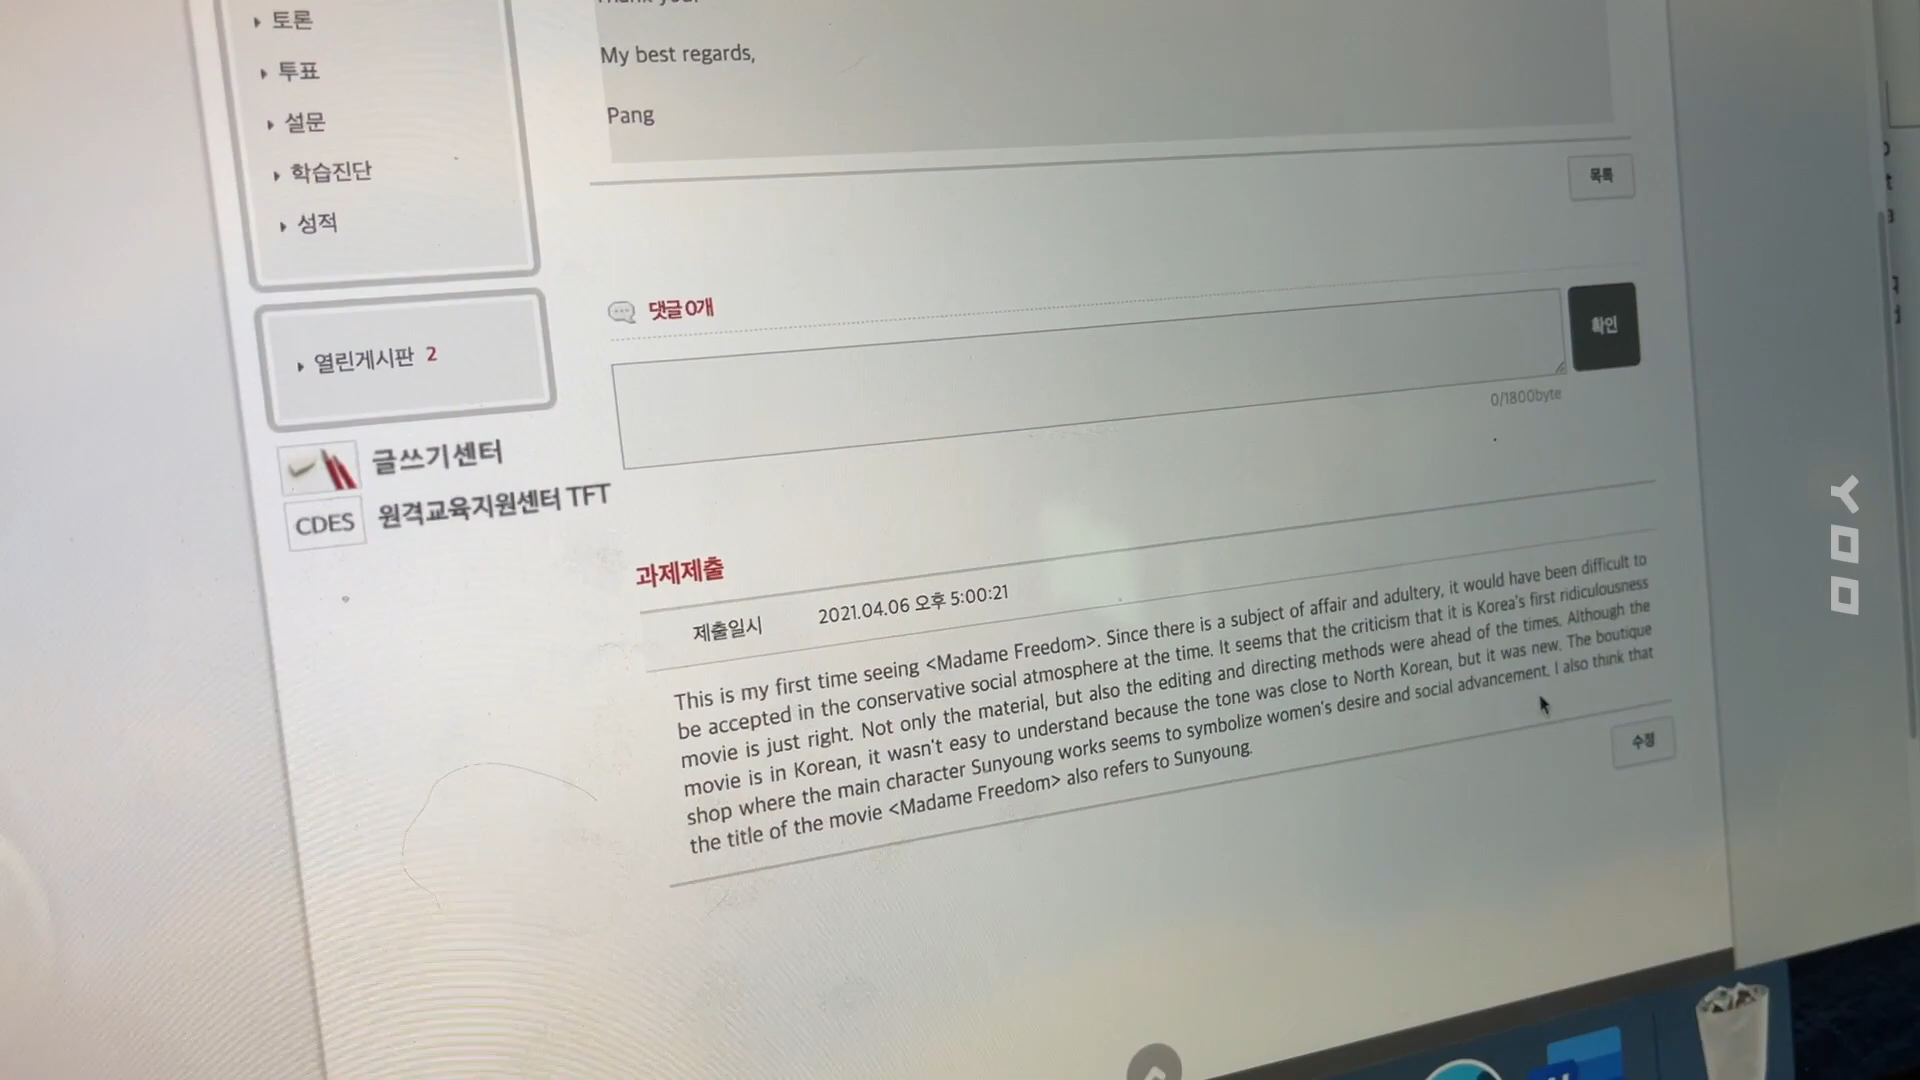 토론
투표
설문
학습진단
성적
열린게시판 2
글쓰기센터
CDES 원격교육지원센터 TFT
My best regards,
Pang
목록
댓글 0개
확인
0/1800byte
과제제출
제출일시 2021.04.06 오후 5:00:21
This is my first time seeing <Madame Freedom>. Since there is a subject of affair and adultery, it would have been difficult to
be accepted in the conservative social atmosphere at the time. It seems that the criticism that it is Korea's first ridiculousness
movie is just right. Not only the material, but also the editing and directing methods were ahead of the times. Although the
movie is in Korean, it wasn't easy to understand because the tone was close to North Korean, but it was new. The boutique
shop where the main character Sunyoung works seems to symbolize women's desire and social advancement. I also think that
the title of the movie <Madame Freedom> also refers to Sunyoung.
수정
YOO